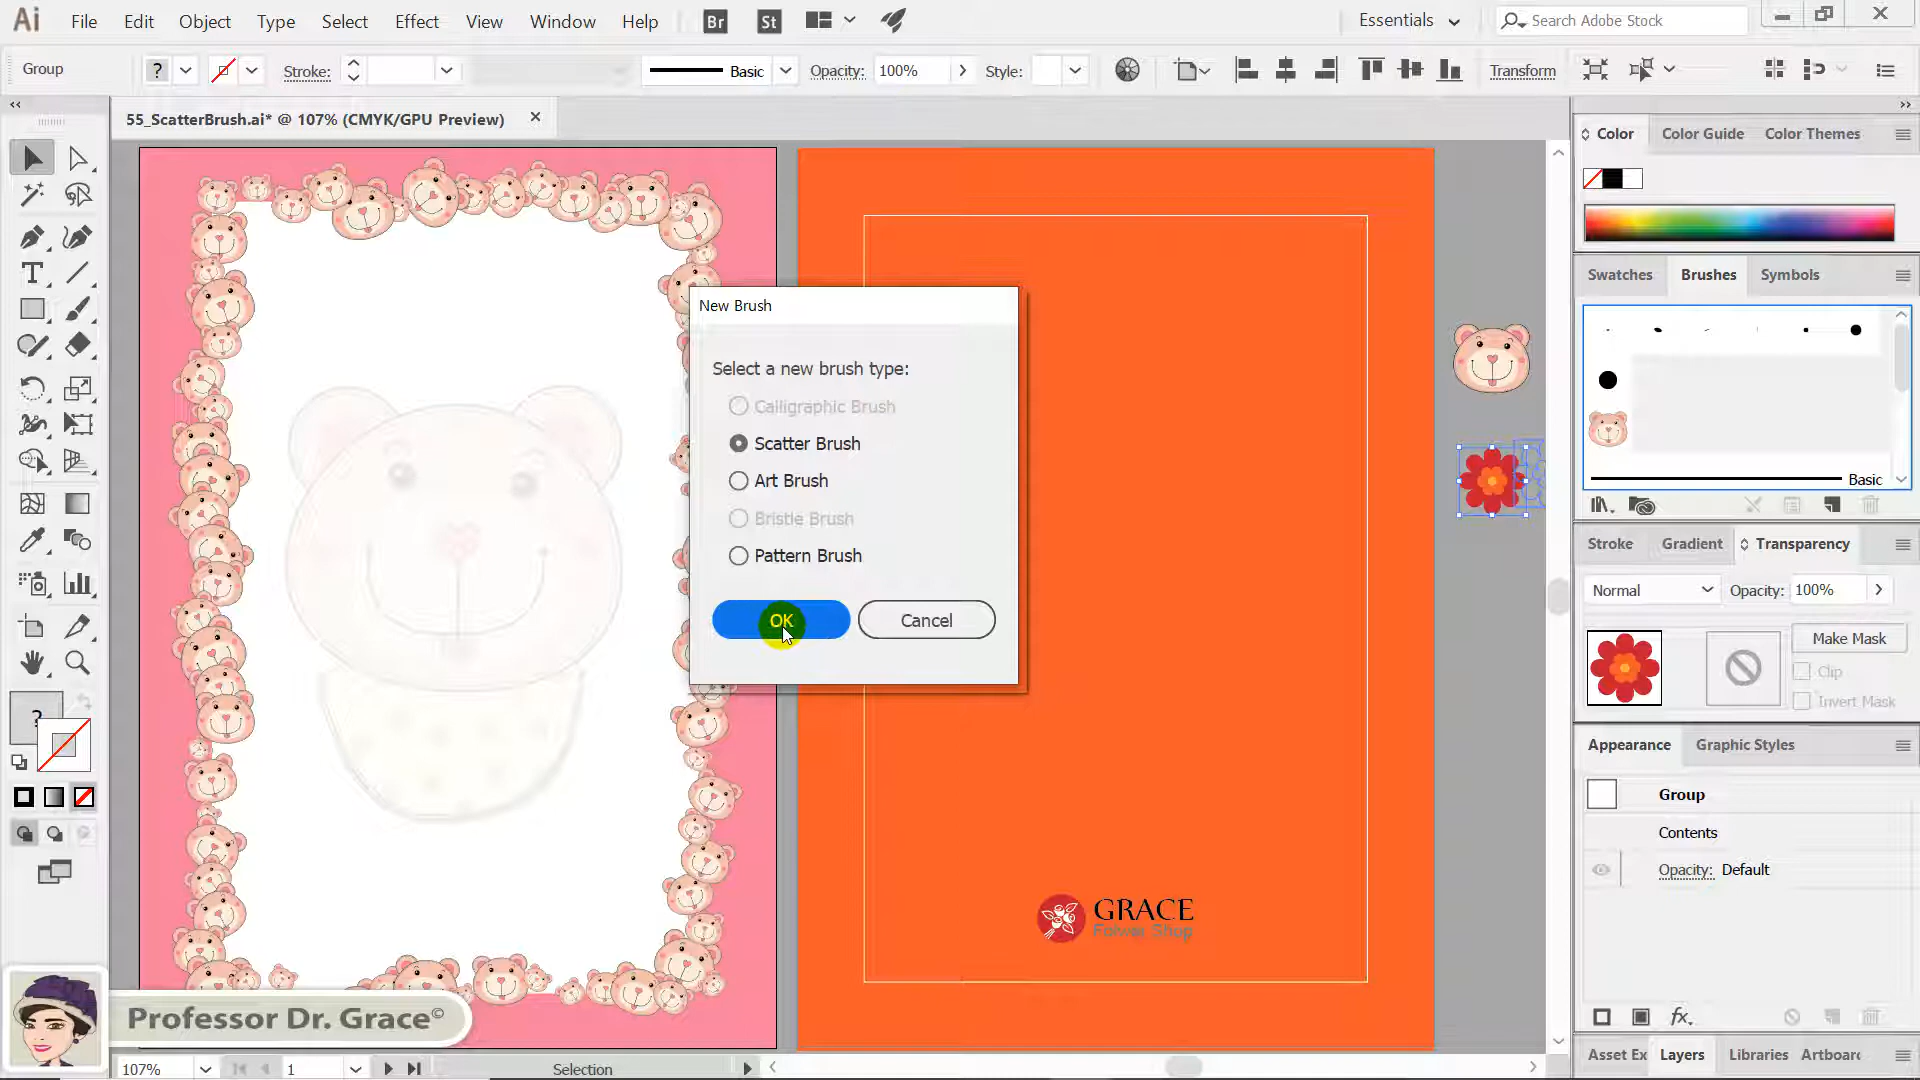 Ai File Edit Object Type Select Effect View Window Help Br St Essentials Search Adobe Stock
Group ? Stroke: Basic Opacity: 100% Style: Transform
55_ScatterBrush.ai* @ 107% (CMYK/GPU Preview)
Color Color Guide Color Themes
Swatches Brushes Symbols
New Brush
Select a new brush type:
Calligraphic Brush
Scatter Brush
Art Brush
Bristle Brush
Pattern Brush
OK Cancel
Basic
Stroke Gradient Transparency
Normal Opacity: 100%
Make Mask
Clip
Invert Mask
?
Appearance Graphic Styles
Group
Contents
Opacity: Default
fx.
GRACE
Folwer Shop
Professor Dr. Grace©
107% 1 Selection
Asset Ex Layers Libraries Artboard